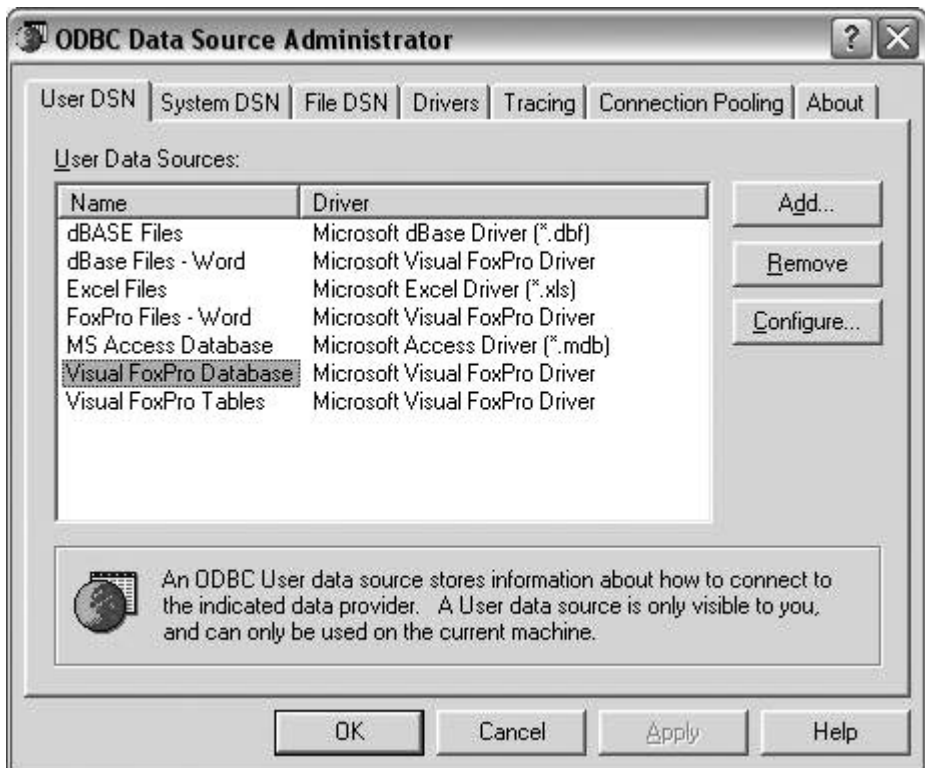 ODBC Data Source Administrator
User DSN System DSN File DSN Drivers Tracing Connection Pooling About
User Data Sources:
Name Driver
dBASE Files Microsoft dBase Driver (*.dbf)
dBase Files - Word Microsoft Visual FoxPro Driver
Excel Files Microsoft Excel Driver (*.xls)
FoxPro Files - Word Microsoft Visual FoxPro Driver
MS Access Database Microsoft Access Driver (*.mdb)
Visual FoxPro Database Microsoft Visual FoxPro Driver
Visual FoxPro Tables Microsoft Visual FoxPro Driver
Add...
Remove
Configure...
An ODBC User data source stores information about how to connect to
the indicated data provider. A User data source is only visible to you,
and can only be used on the current machine.
OK Cancel Apply Help